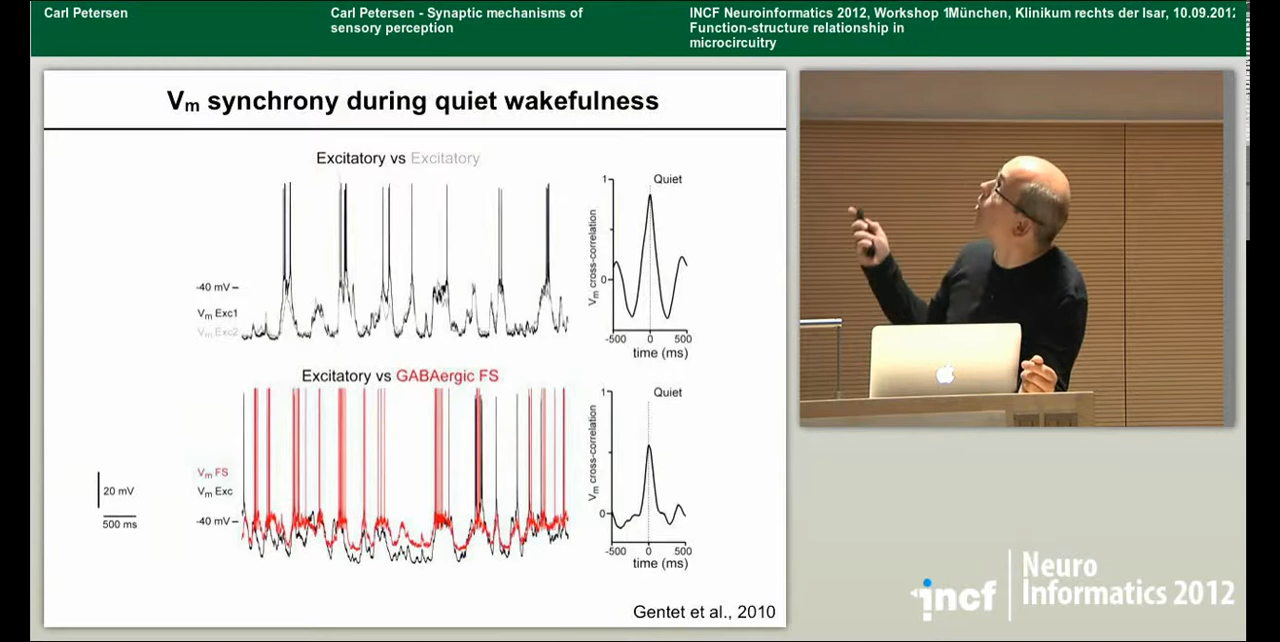 Carl Petersen
Carl Petersen - Synaptic mechanisms of
sensory perception
INCF Neuroinformatics 2012, Workshop 1München, Klinikum rechts der Isar, 10.09.2012
Function-structure relationship in
microcircuitry
Vm synchrony during quiet wakefulness
Excitatory vs Excitatory
-40 mV
Vm Exc1
Vm Exc2
1
Quiet
Vm cross-correlation
0
-500 0 500
time (ms)
Excitatory vs GABAergic FS
Vm FS
Vm Exc
-40 mV
20 mV
500 ms
1
Quiet
Vm cross-correlation
0
-500 0 500
time (ms)
Gentet et al., 2010
incf
Neuro
Informatics 2012